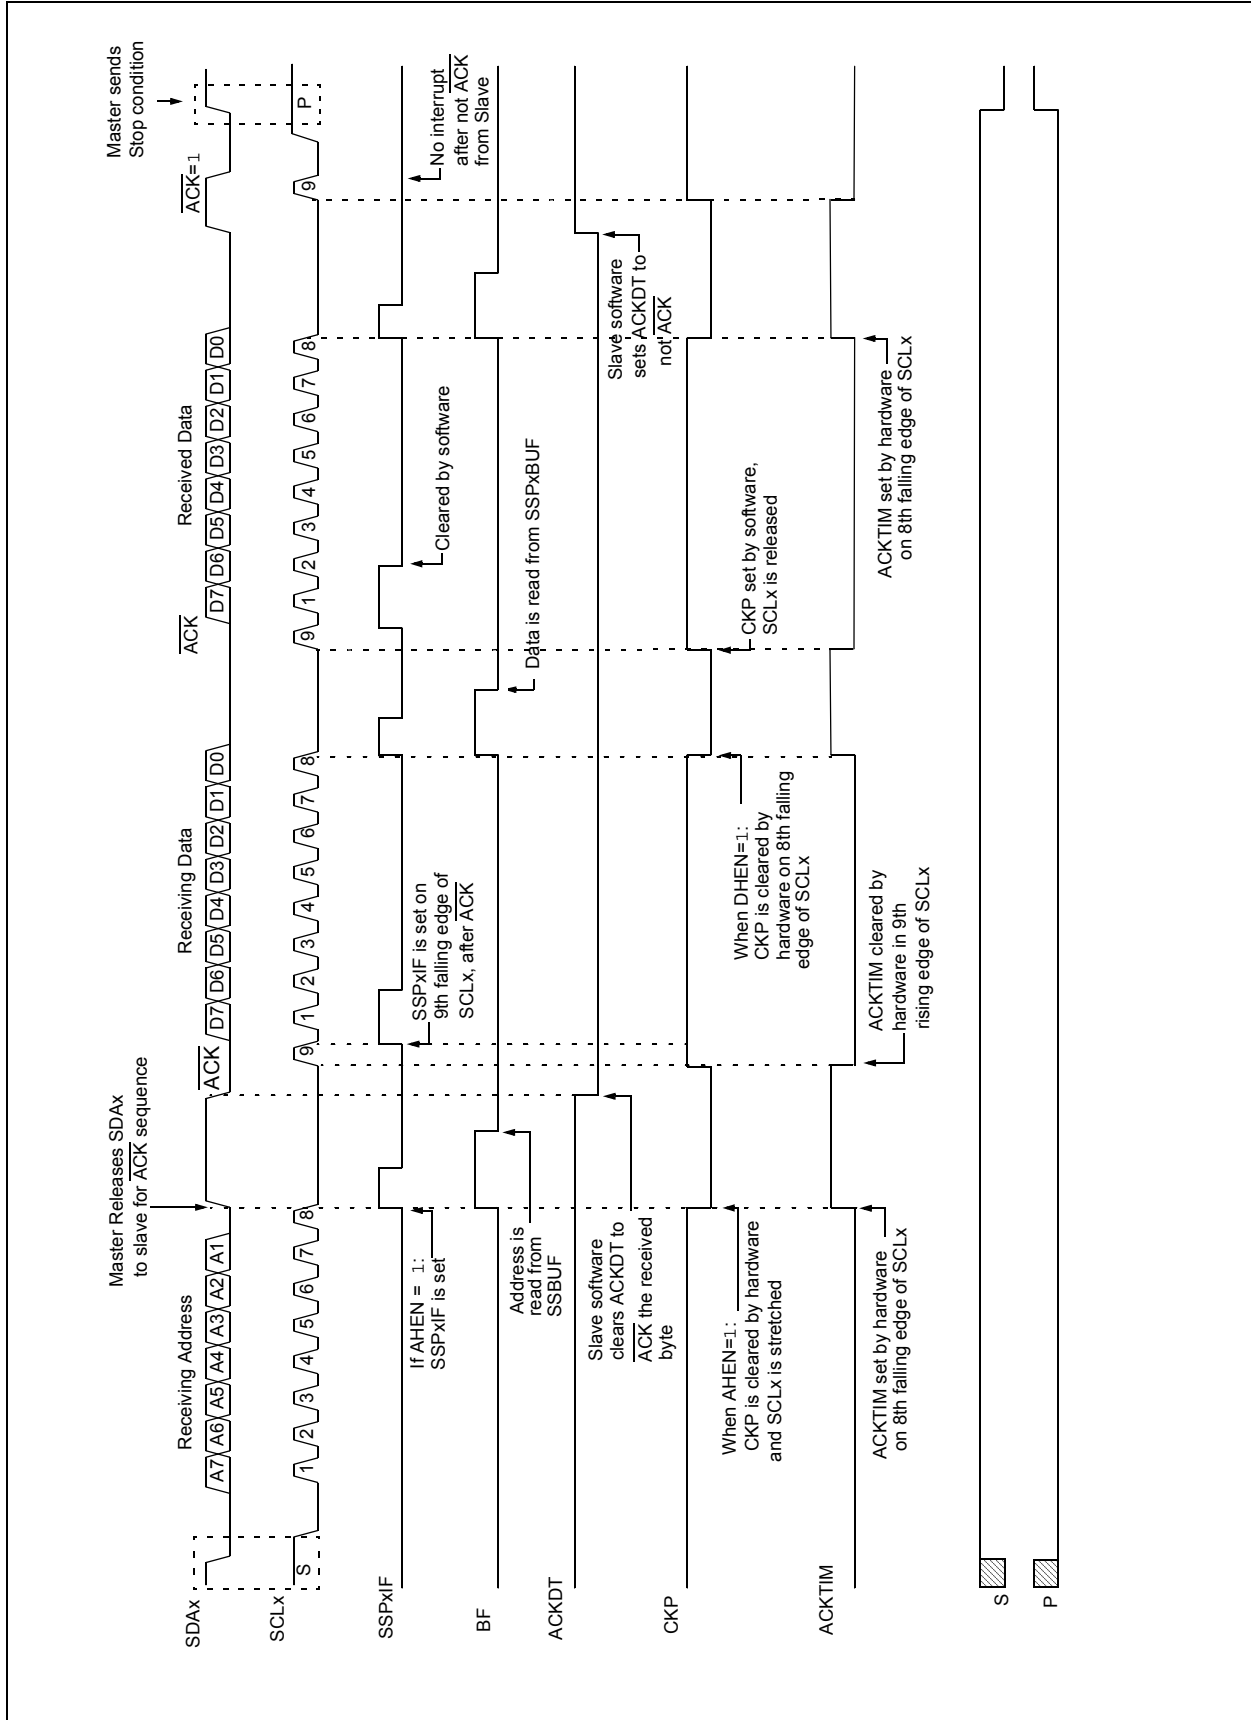 Master Releases SDAx
to slave for ACK sequence
Master sends
Stop condition
Receiving Address
Receiving Data
Received Data
ACK
ACK
ACK=1
SDAx
A7 A6 A5 A4 A3 A2 A1
D7 D6 D5 D4 D3 D2 D1 D0
D7 D6 D5 D4 D3 D2 D1 D0
SCLx
S 1 2 3 4 5 6 7 8 9 1 2 3 4 5 6 7 8 9 1 2 3 4 5 6 7 8 9 P
SSPxIF
If AHEN = 1:
SSPxIF is set
SSPxIF is set on
9th falling edge of
SCLx, after ACK
Cleared by software
No interrupt
after not ACK
from Slave
BF
Address is
read from
SSBUF
Data is read from SSPxBUF
ACKDT
Slave software
clears ACKDT to
ACK the received
byte
Slave software
sets ACKDT to
not ACK
CKP
When AHEN=1:
CKP is cleared by hardware
and SCLx is stretched
When DHEN=1:
CKP is cleared by
hardware on 8th falling
edge of SCLx
CKP set by software,
SCLx is released
ACKTIM
ACKTIM set by hardware
on 8th falling edge of SCLx
ACKTIM cleared by
hardware in 9th
rising edge of SCLx
ACKTIM set by hardware
on 8th falling edge of SCLx
S
P